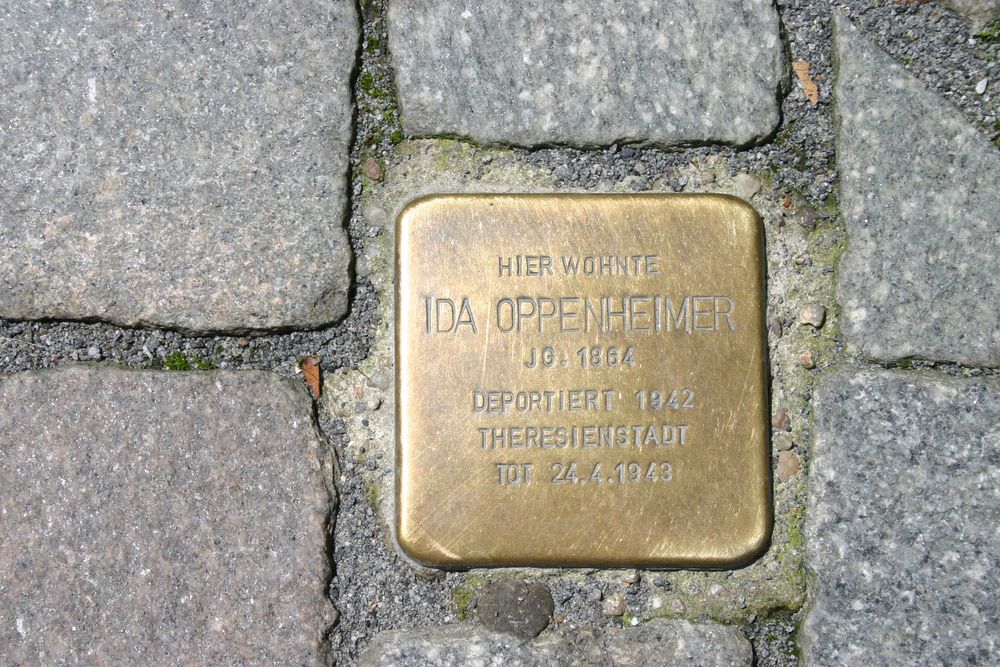 HIER WOHNTE
IDA OPPENHEIMER
JG. 1864
DEPORTIERT 1942
THERESIENSTADT
TOT 24.4.1943